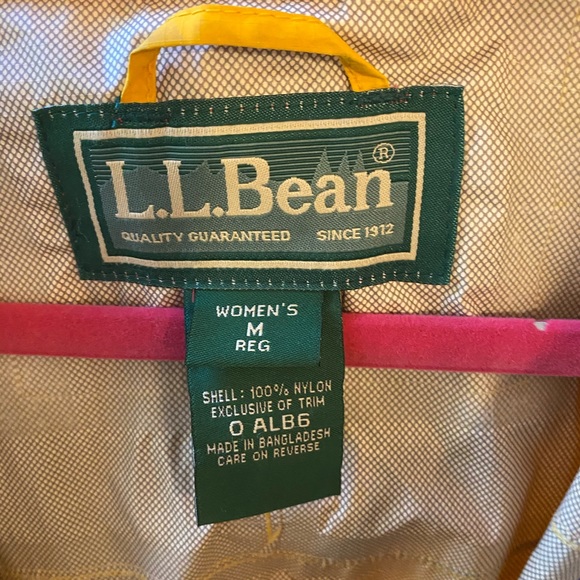 L.L.Bean®
QUALITY GUARANTEED SINCE 1912
WOMEN'S
M
REG
SHELL: 100% NYLON
EXCLUSIVE OF TRIM
O ALB6
MADE IN BANGLADESH
CARE ON REVERSE